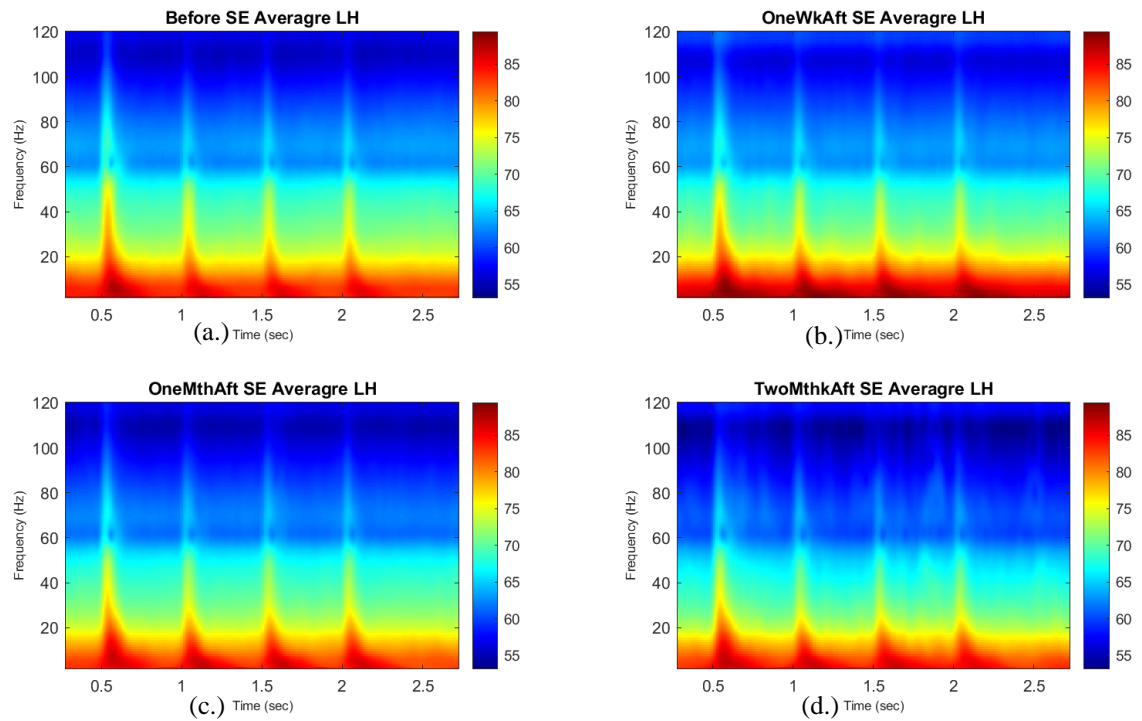 Before SE Averagre LH
120
100
80
60
40
20
Frequency (Hz)
0.5 1 1.5 2 2.5
Time (sec)
85
80
75
70
65
60
55
(a.)
OneWkAft SE Averagre LH
120
100
80
60
40
20
Frequency (Hz)
0.5 1 1.5 2 2.5
Time (sec)
85
80
75
70
65
60
55
(b.)
OneMthAft SE Averagre LH
120
100
80
60
40
20
Frequency (Hz)
0.5 1 1.5 2 2.5
Time (sec)
85
80
75
70
65
60
55
(c.)
TwoMthkAft SE Averagre LH
120
100
80
60
40
20
Frequency (Hz)
0.5 1 1.5 2 2.5
Time (sec)
85
80
75
70
65
60
55
(d.)